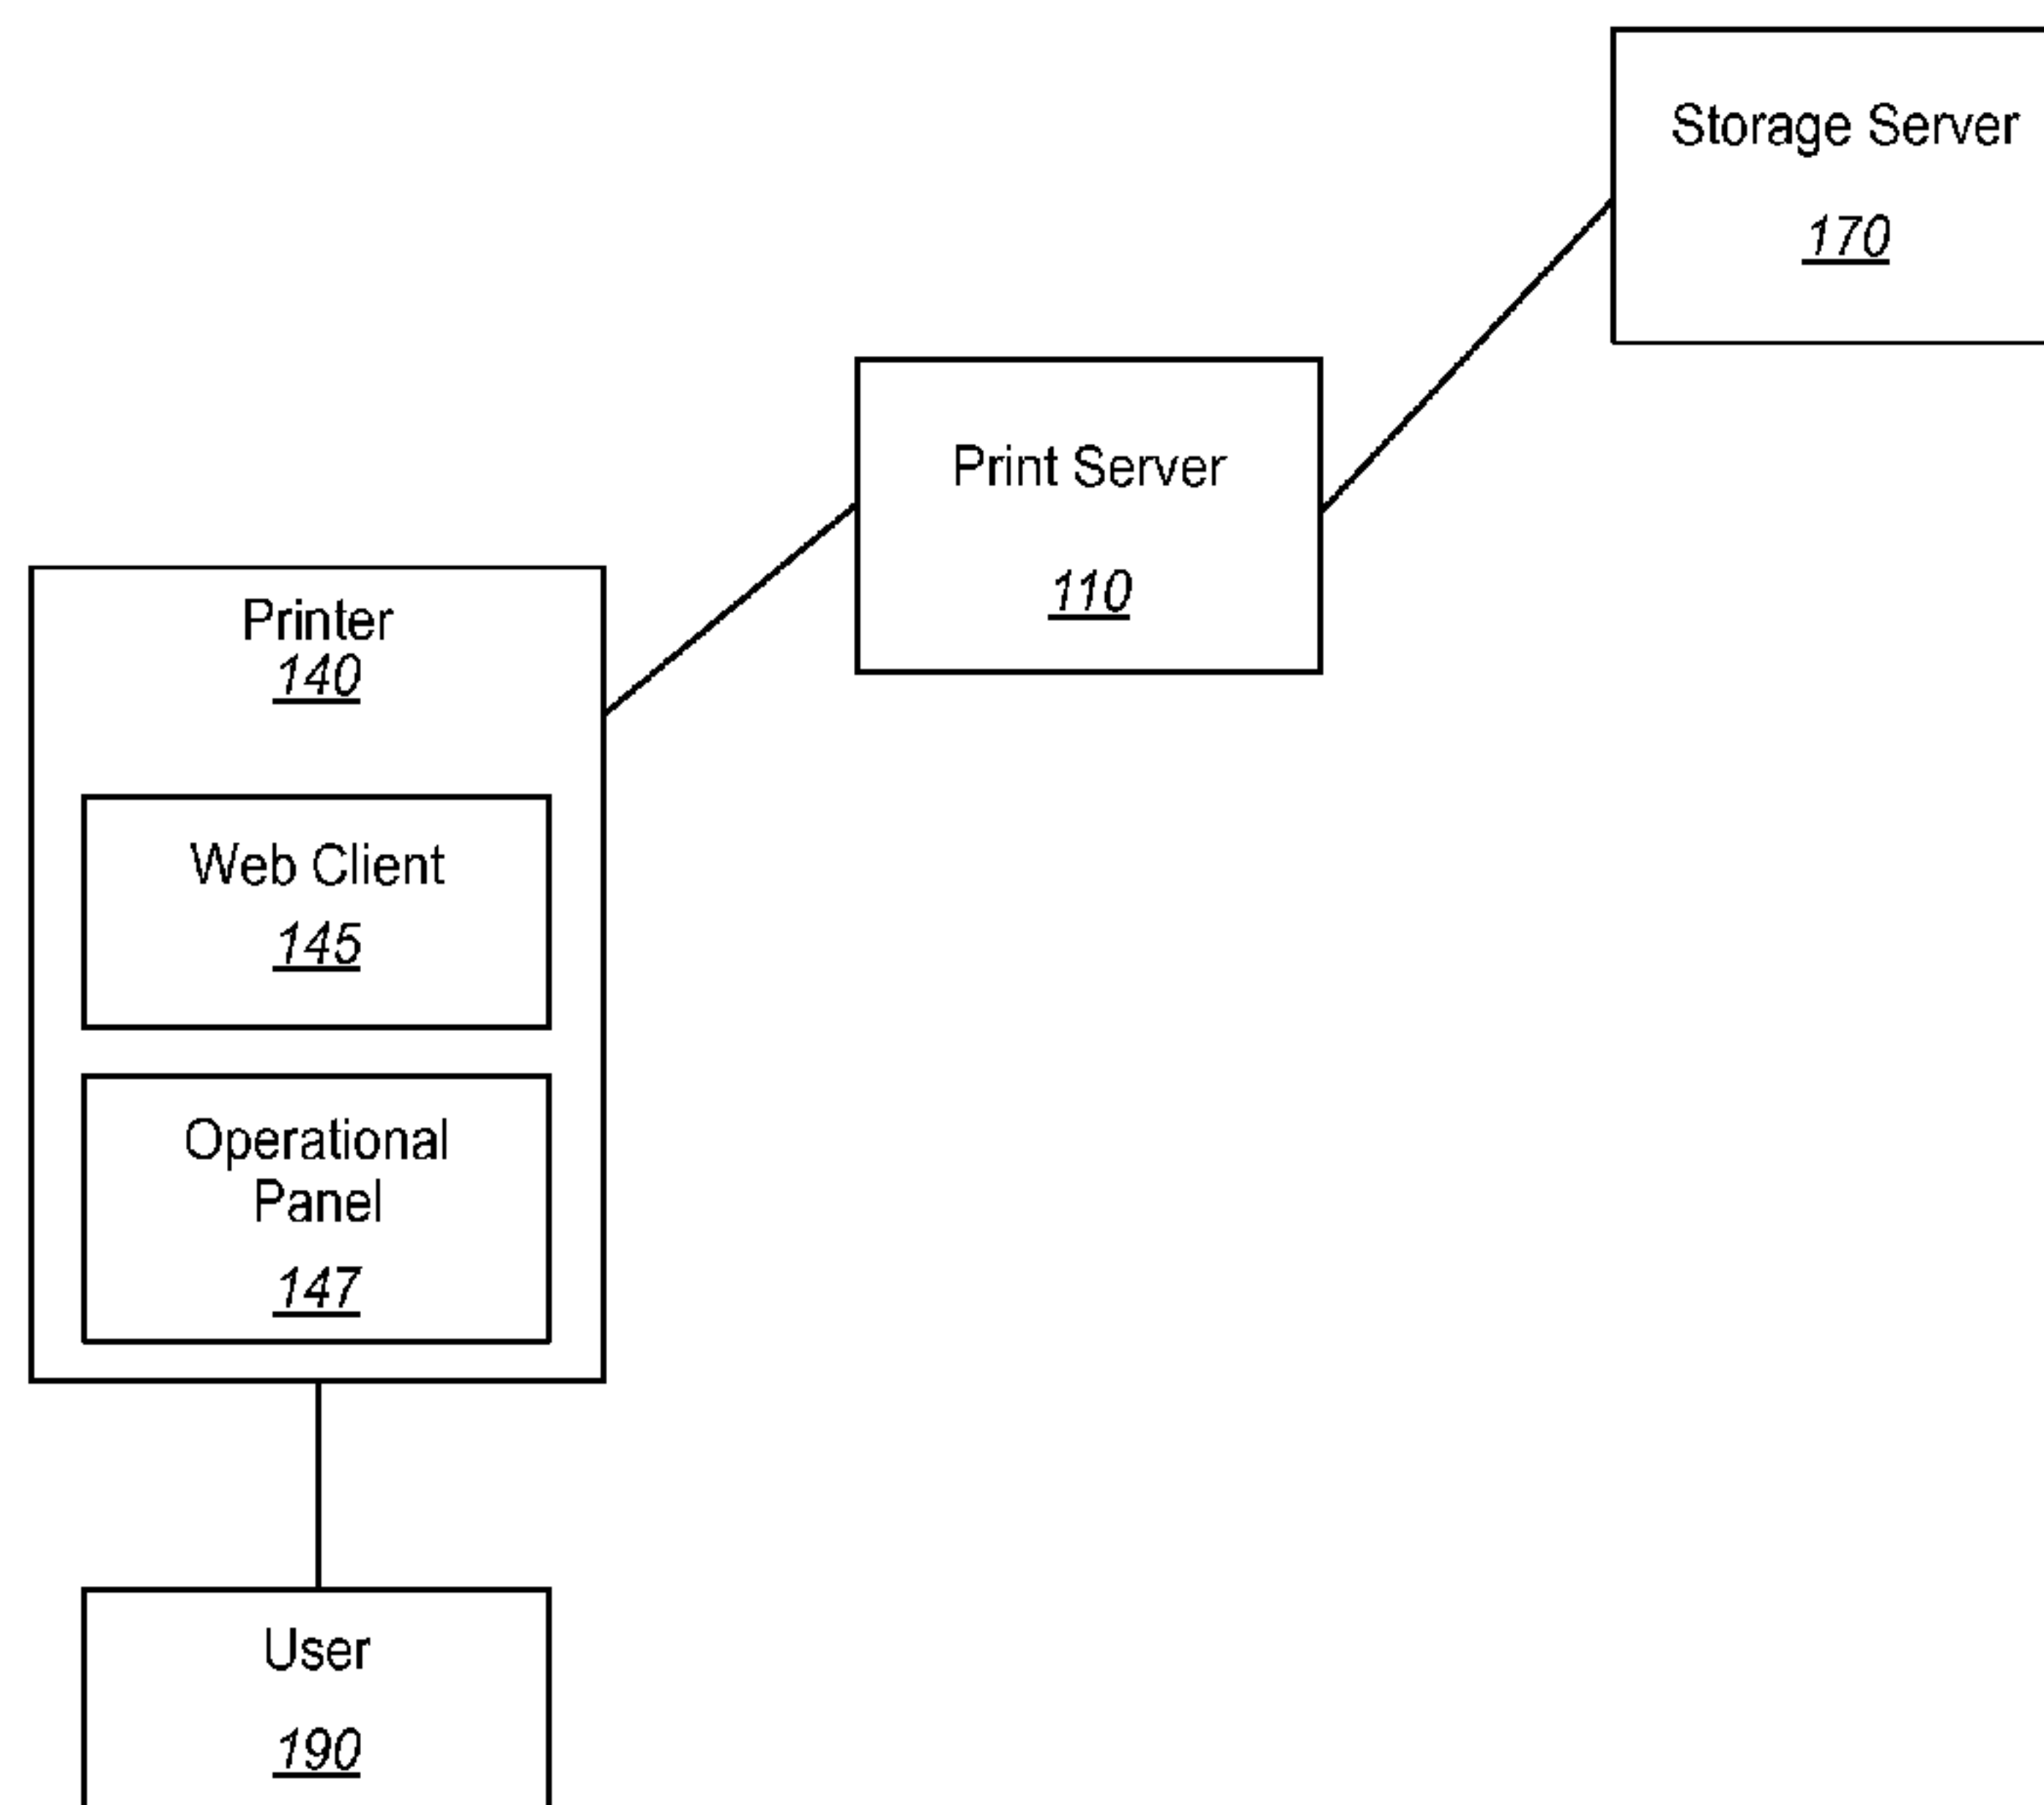 Storage Server
170
Print Server
110
Printer
140
Web Client
145
Operational
Panel
147
User
190